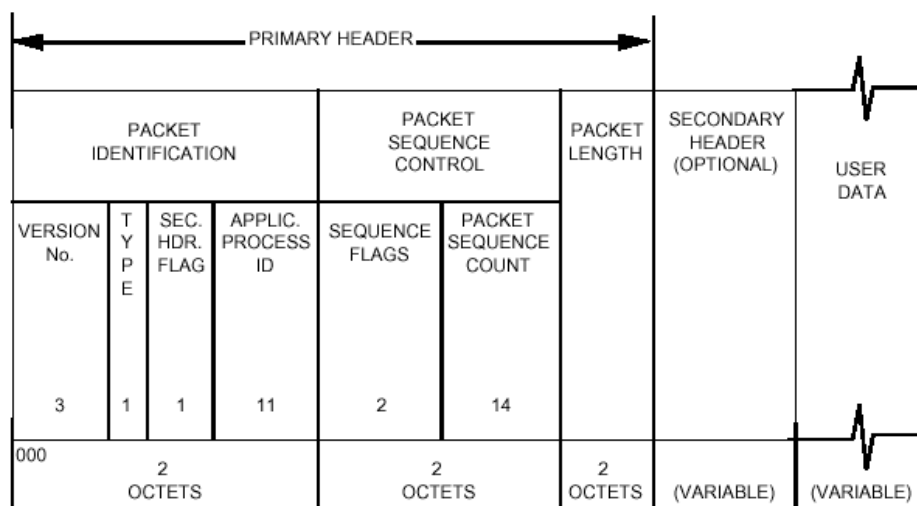 PRIMARY HEADER
PACKET
IDENTIFICATION
PACKET
SEQUENCE
CONTROL
PACKET
LENGTH
SECONDARY
HEADER
(OPTIONAL)
USER
DATA
VERSION
No.
T
Y
P
E
SEC.
HDR.
FLAG
APPLIC.
PROCESS
ID
SEQUENCE
FLAGS
PACKET
SEQUENCE
COUNT
3
1
1
11
2
14
000
2
OCTETS
2
OCTETS
2
OCTETS
(VARIABLE)
(VARIABLE)